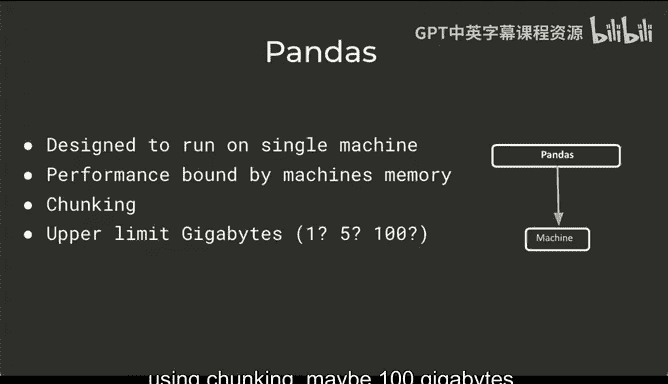 GPT中英字幕课程资源 bilibili
Pandas
● Designed to run on single machine
● Performance bound by machines memory
● Chunking
● Upper limit Gigabytes (1? 5? 100?)
Pandas
Machine
using chunking, maybe 100 gigabytes